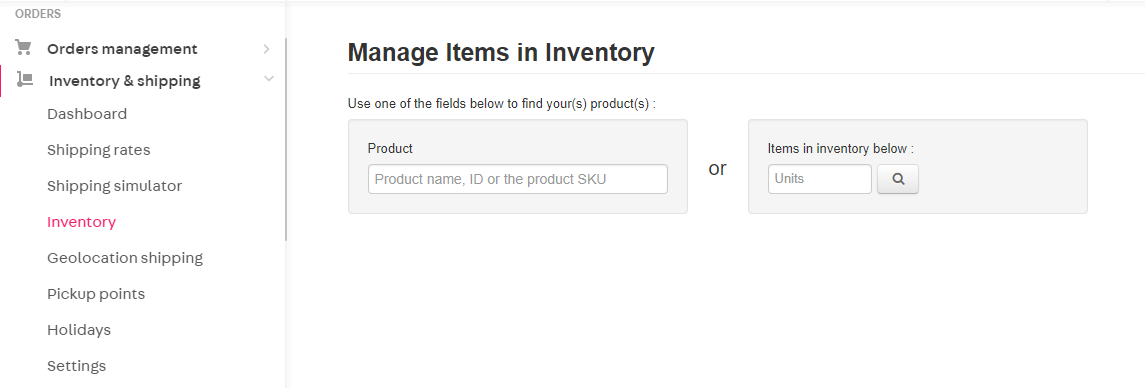 ORDERS
Orders management
Inventory & shipping
Dashboard
Shipping rates
Shipping simulator
Inventory
Geolocation shipping
Pickup points
Holidays
Settings
Manage Items in Inventory
Use one of the fields below to find your(s) product(s) :
Product
Product name, ID or the product SKU
or
Items in inventory below :
Units